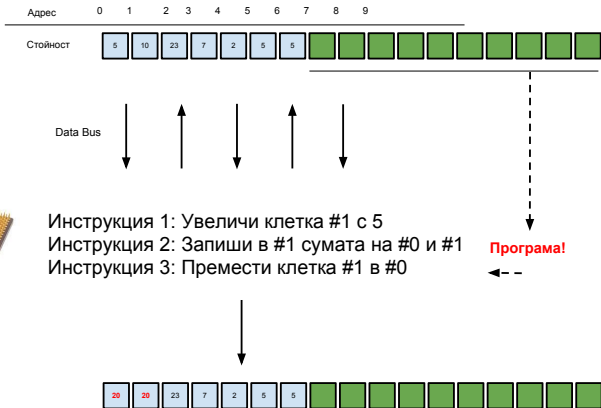 Адрес 0 1 2 3 4 5 6 7 8 9
Стойност 5 10 23 7 2 5 5
Data Bus
Инструкция 1: Увеличи клетка #1 с 5
Инструкция 2: Запиши в #1 сумата на #0 и #1
Инструкция 3: Премести клетка #1 в #0
Програма!
20 20 23 7 2 5 5